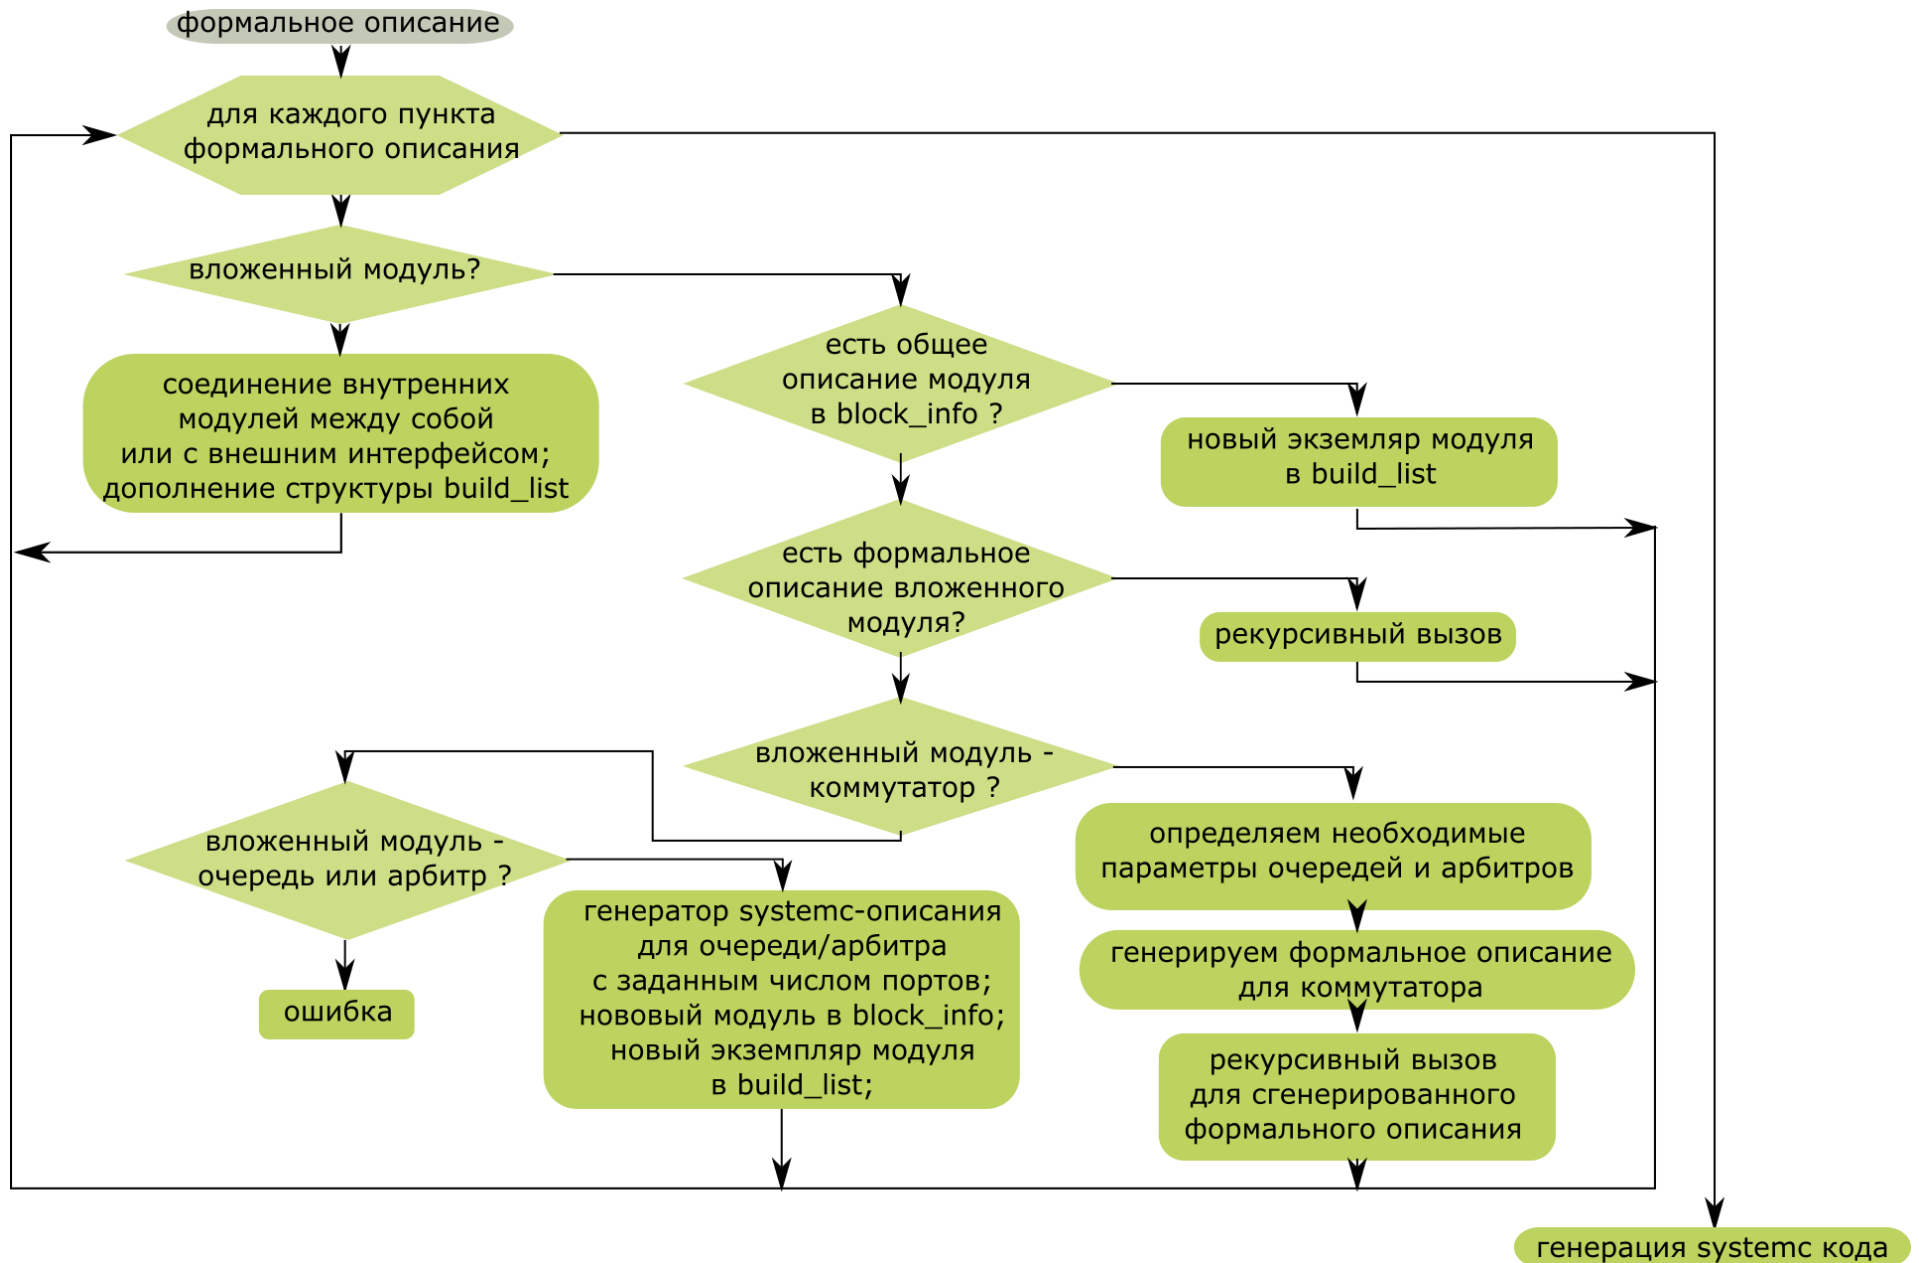 формальное описание
для каждого пункта
формального описания
вложенный модуль?
соединение внутренних
модулей между собой
или с внешним интерфейсом;
дополнение структуры build_list
есть общее
описание модуля
в block_info ?
новый экземляр модуля
в build_list
есть формальное
описание вложенного
модуля?
рекурсивный вызов
вложенный модуль -
коммутатор ?
вложенный модуль -
очередь или арбитр ?
ошибка
генератор systemc-описания
для очереди/арбитра
с заданным числом портов;
нововый модуль в block_info;
новый экземпляр модуля
в build_list;
определяем необходимые
параметры очередей и арбитров
генерируем формальное описание
для коммутатора
рекурсивный вызов
для сгенерированного
формального описания
генерация systemc кода